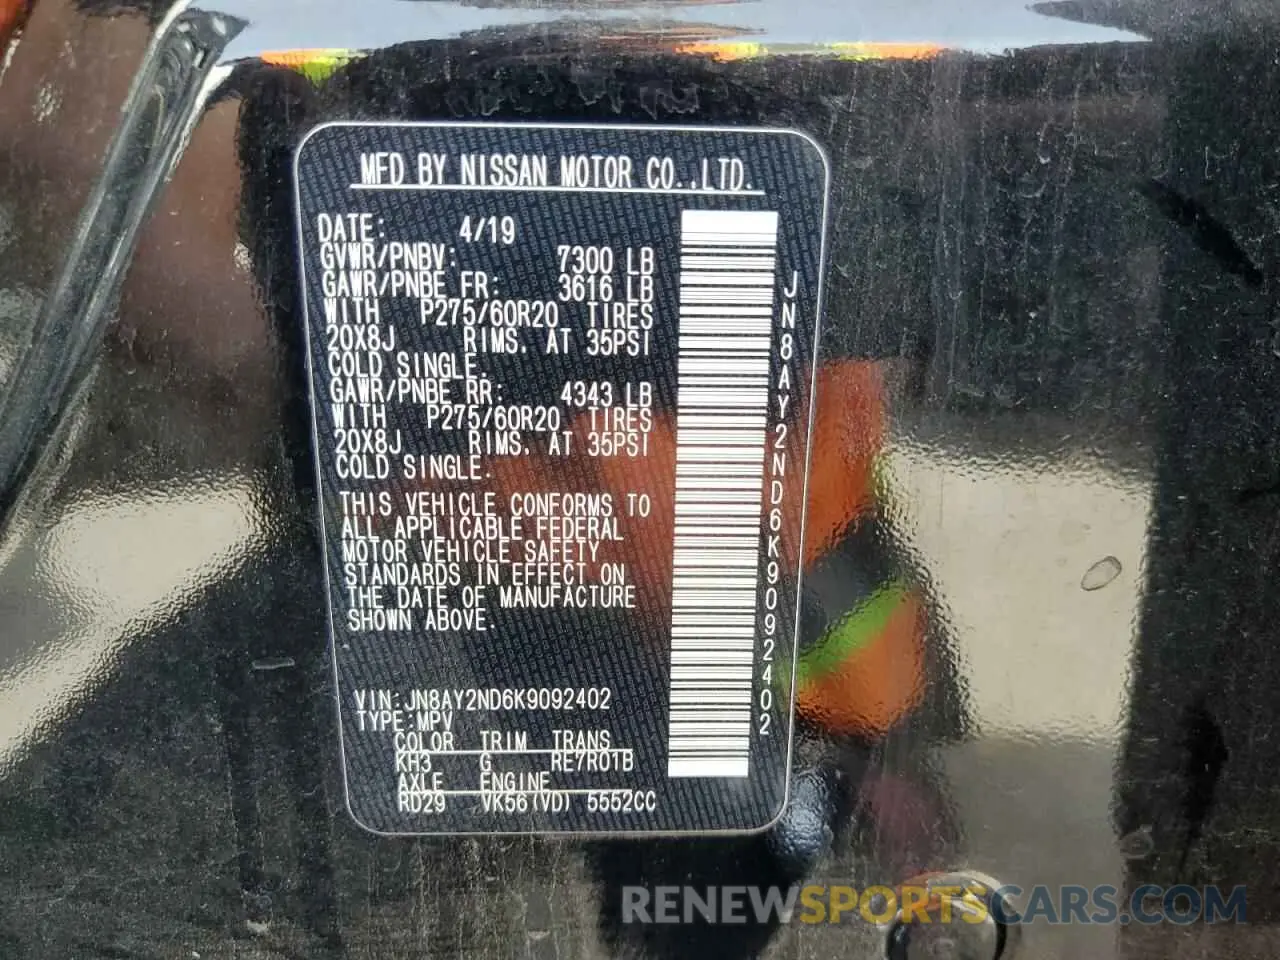 MFD BY NISSAN MOTOR CO.,LTD.
DATE: 4/19
GVWR/PNBV: 7300 LB
GAWR/PNBE FR: 3616 LB
WITH P275/60R20 TIRES
20X8J RIMS. AT 35PSI
COLD SINGLE.
GAWR/PNBE RR: 4343 LB
WITH P275/60R20 TIRES
20X8J RIMS. AT 35PSI
COLD SINGLE.
THIS VEHICLE CONFORMS TO
ALL APPLICABLE FEDERAL
MOTOR VEHICLE SAFETY
STANDARDS IN EFFECT ON
THE DATE OF MANUFACTURE
SHOWN ABOVE.
VIN:JN8AY2ND6K9092402
TYPE:MPV
COLOR TRIM TRANS
KH3 G RE7R01B
AXLE ENGINE
RD29 VK56(VD) 5552CC
JN8AY2ND6K9092402
RENEWSPORTSCARS.COM